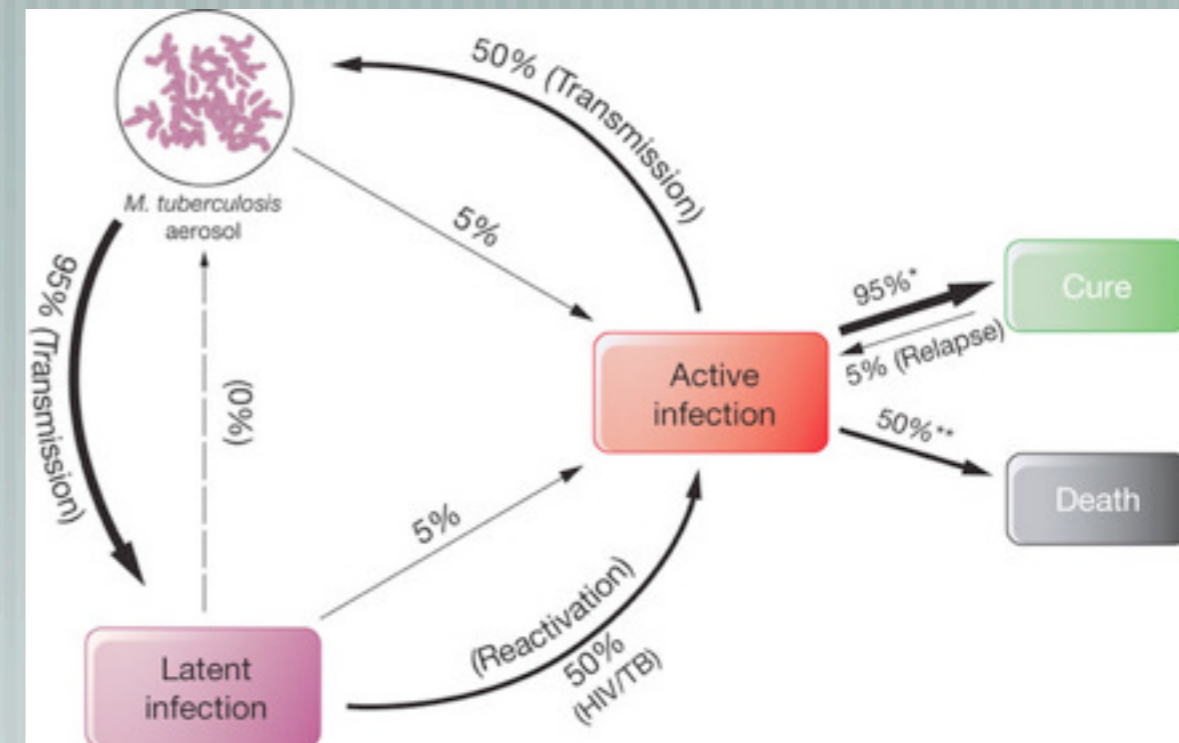 50% (Transmission)
M. tuberculosis
aerosol
5%
95% (Transmission)
(0%)
95%*
Cure
5% (Relapse)
Active
infection
50%**
Death
5%
(Reactivation)
50%
(HIV/TB)
Latent
infection